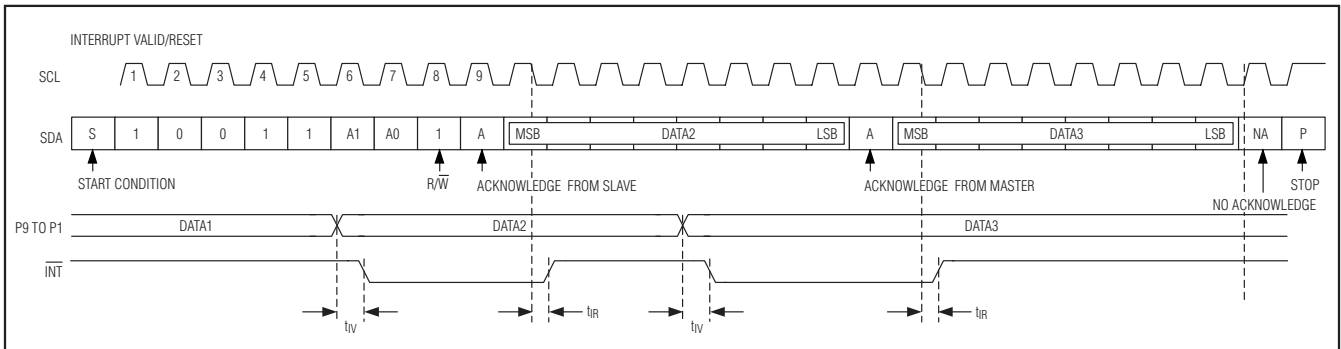 INTERRUPT VALID/RESET
SCL 1 2 3 4 5 6 7 8 9
SDA S 1 0 0 1 1 A1 A0 1 A MSB DATA2 LSB A MSB DATA3 LSB NA P
START CONDITION R/W̅ ACKNOWLEDGE FROM SLAVE ACKNOWLEDGE FROM MASTER STOP
NO ACKNOWLEDGE
P9 TO P1 DATA1 DATA2 DATA3
I̅N̅T̅
tIV tIR tIV tIR